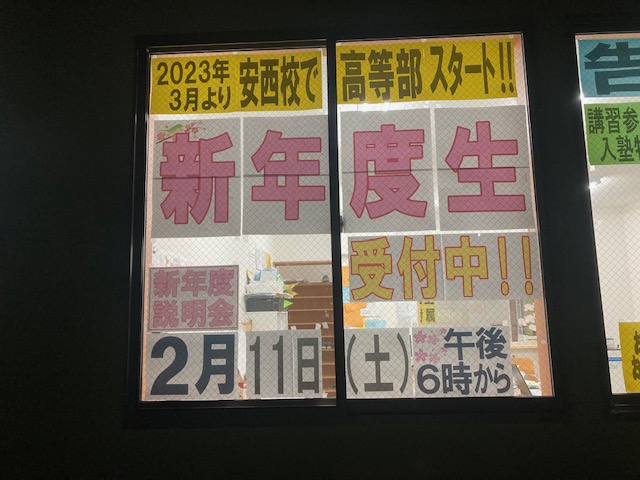 2023年
3月より 安西校で 高等部 スタート!!
新年度生
受付中!!
新年度
説明会
2月11日(土)午後
6時から
告
講習参
入塾特